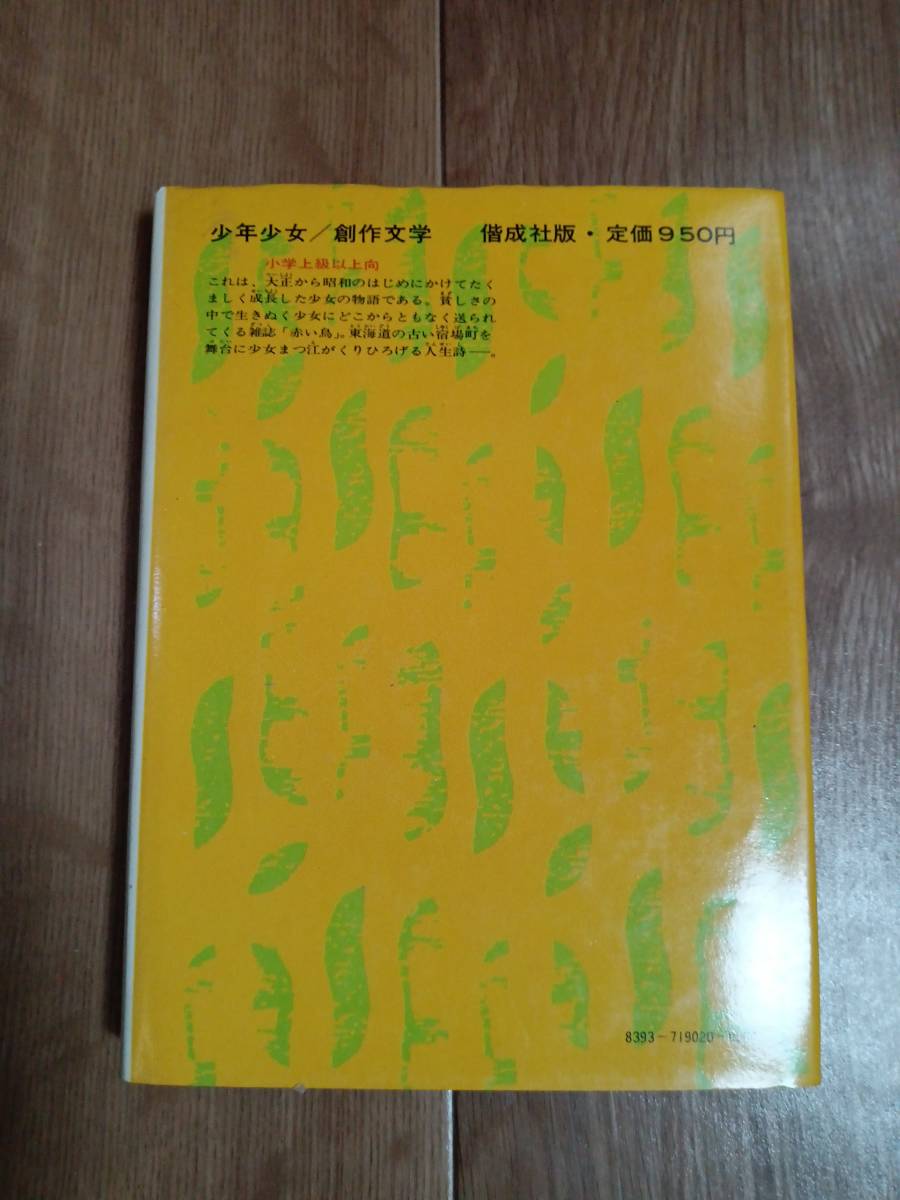 少年少女／創作文学　偕成社版・定価950円
小学上級以上向
これは、大正から昭和のはじめにかけてたく
ましく成長した少女の物語である。貧しさの
中で生きぬく少女にどこからともなく送られ
てくる雑誌「赤い鳥」。東海道の古い宿場町を
舞台に少女まつ江がくりひろげる人生詩――。
8393-719020-